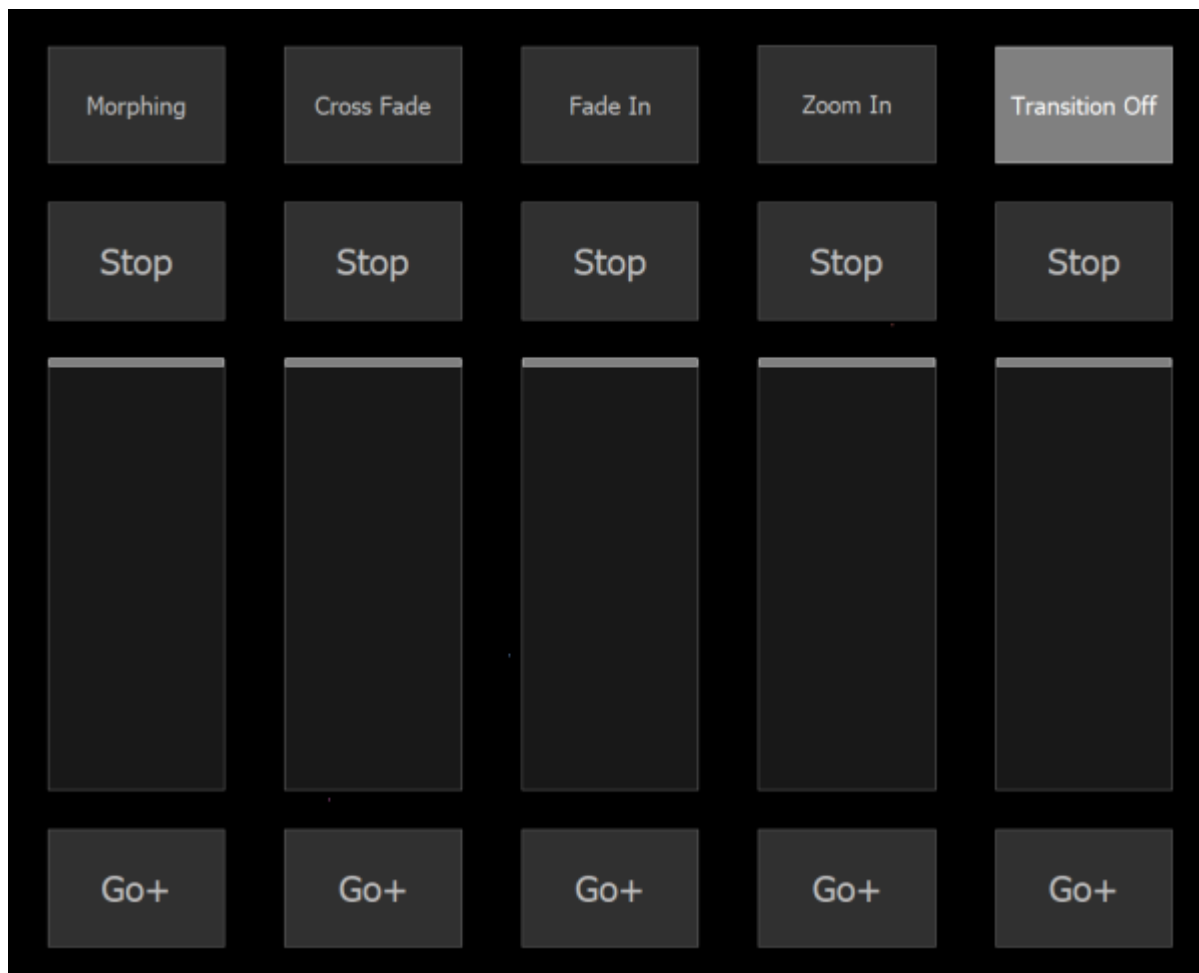 Morphing
Cross Fade
Fade In
Zoom In
Transition Off
Stop
Stop
Stop
Stop
Stop
Go+
Go+
Go+
Go+
Go+